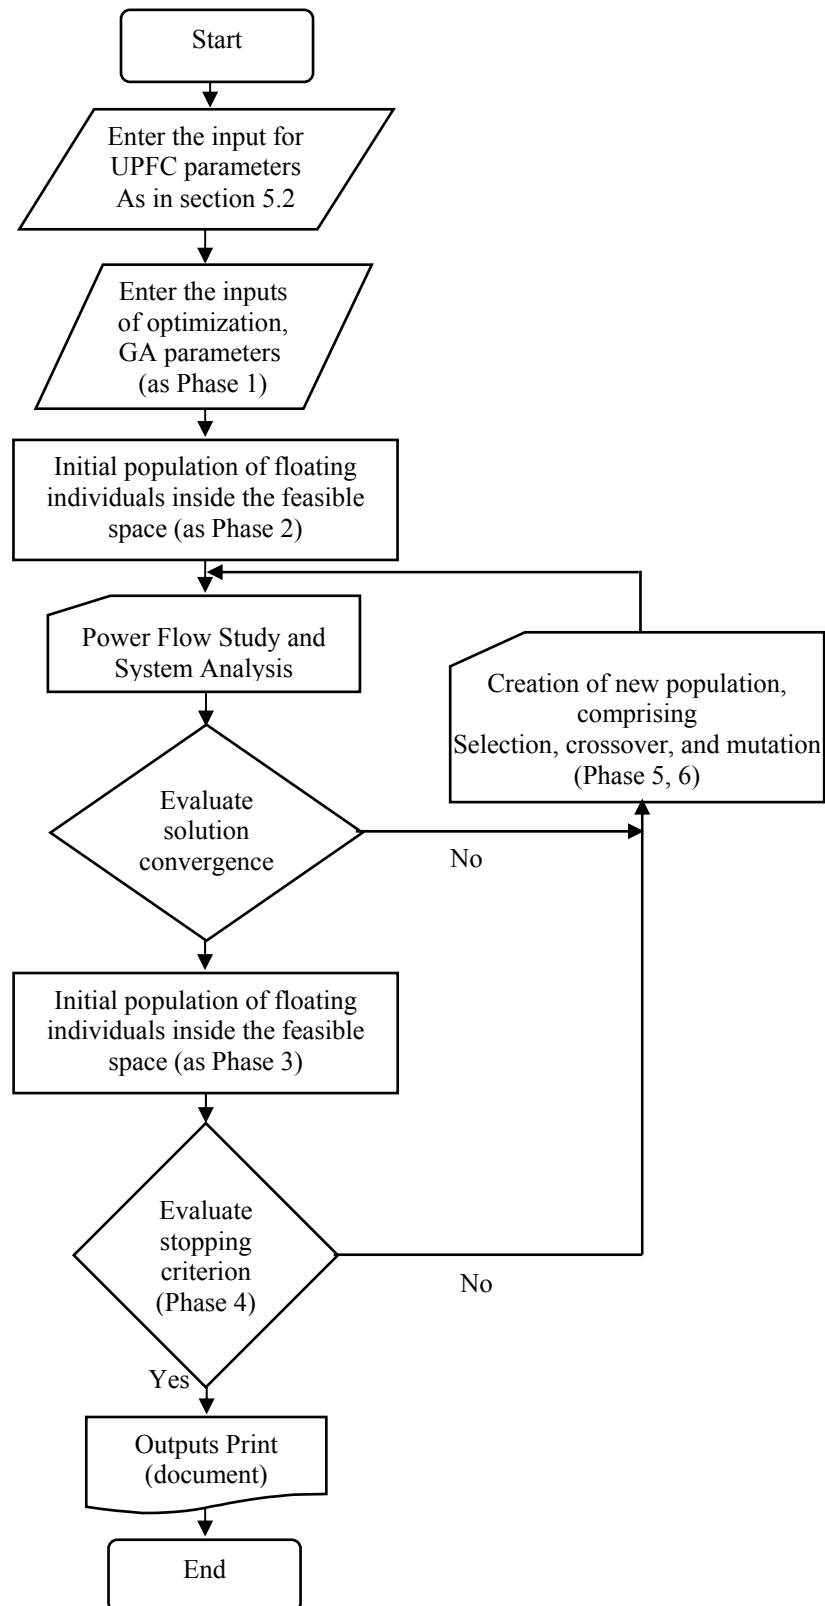 Start
Enter the input for
UPFC parameters
As in section 5.2
Enter the inputs
of optimization,
GA parameters
(as Phase 1)
Initial population of floating
individuals inside the feasible
space (as Phase 2)
Power Flow Study and
System Analysis
Creation of new population,
comprising
Selection, crossover, and mutation
(Phase 5, 6)
Evaluate
solution
convergence
No
Initial population of floating
individuals inside the feasible
space (as Phase 3)
Evaluate
stopping
criterion
(Phase 4)
No
Yes
Outputs Print
(document)
End